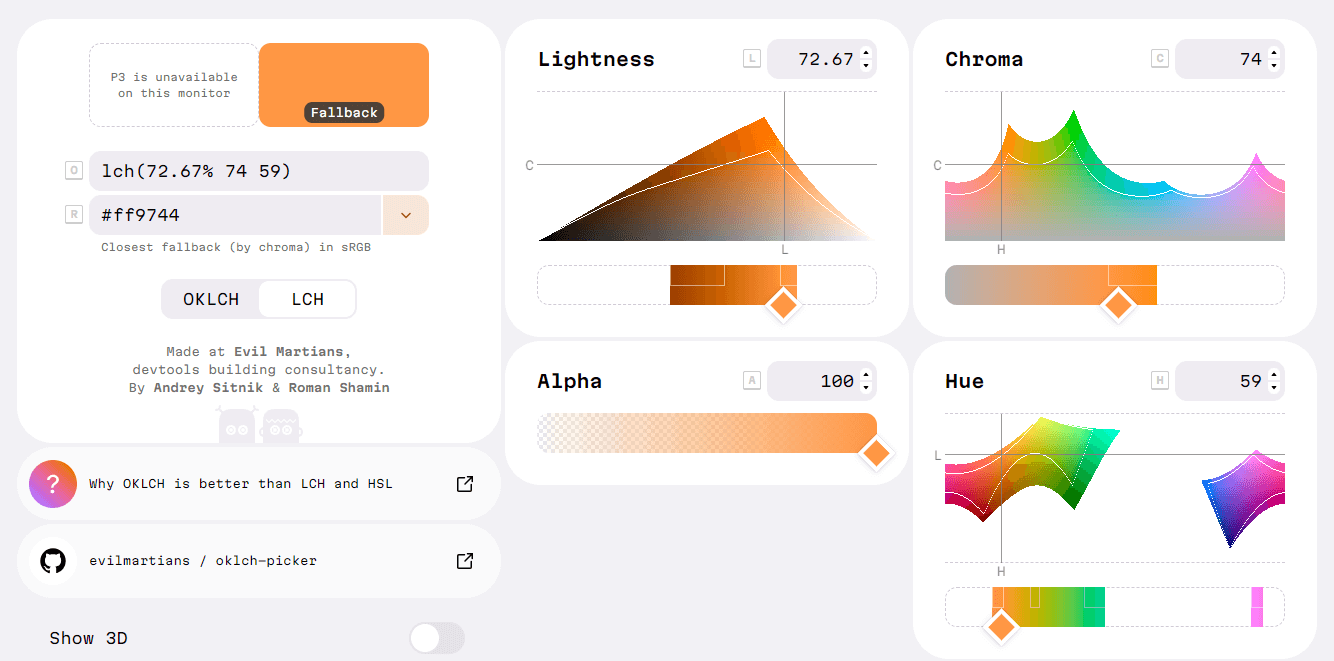 P3 is unavailable
on this monitor
Fallback
O
lch(72.67% 74 59)
R
#ff9744
Closest fallback (by chroma) in sRGB
OKLCH
LCH
Made at Evil Martians,
devtools building consultancy.
By Andrey Sitnik & Roman Shamin
?
Why OKLCH is better than LCH and HSL
evilmartians / oklch-picker
Show 3D
Lightness
L
72.67
C
L
Alpha
A
100
Chroma
C
74
C
H
Hue
H
59
L
H